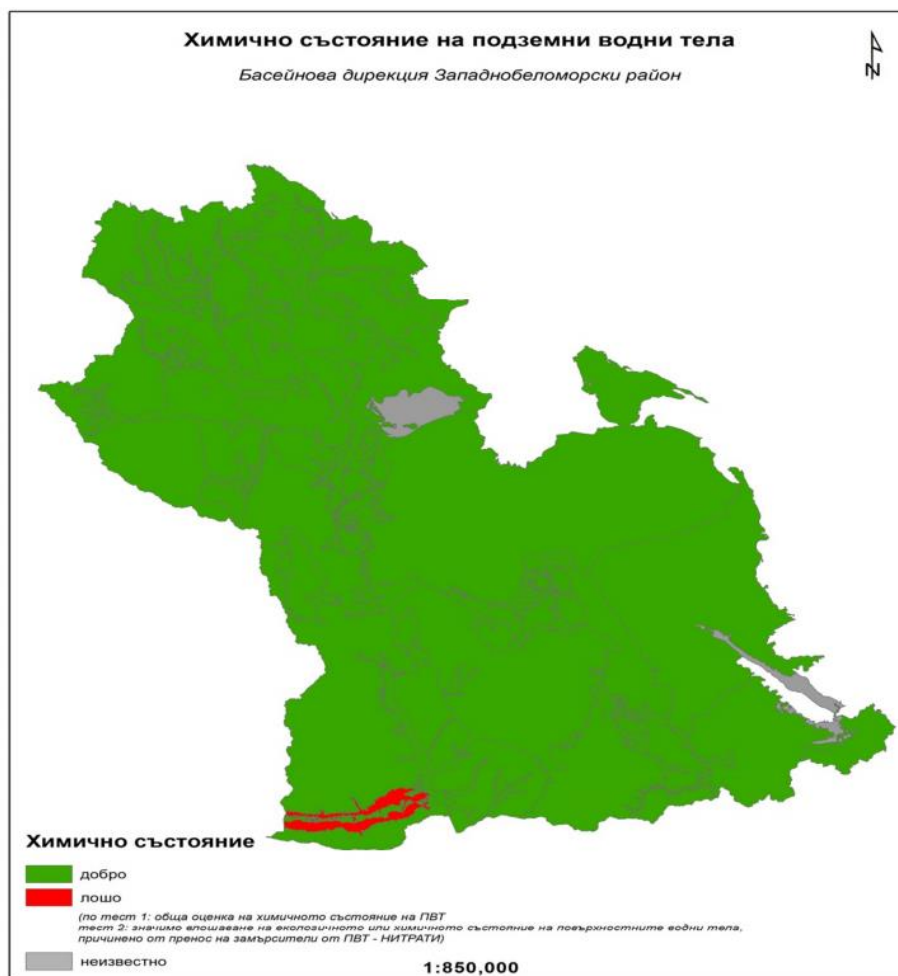 Химично състояние на подземни водни тела
Басейнова дирекция Западнобеломорски район
N
Химично състояние
добро
лошо
(по тест 1: обща оценка на химичното състояние на ПВТ
тест 2: значимо влошаване на екологичното или химичното състояние на повърхностните водни тела,
причинено от пренос на замърсители от ПВТ - НИТРАТИ)
неизвестно
1:850,000